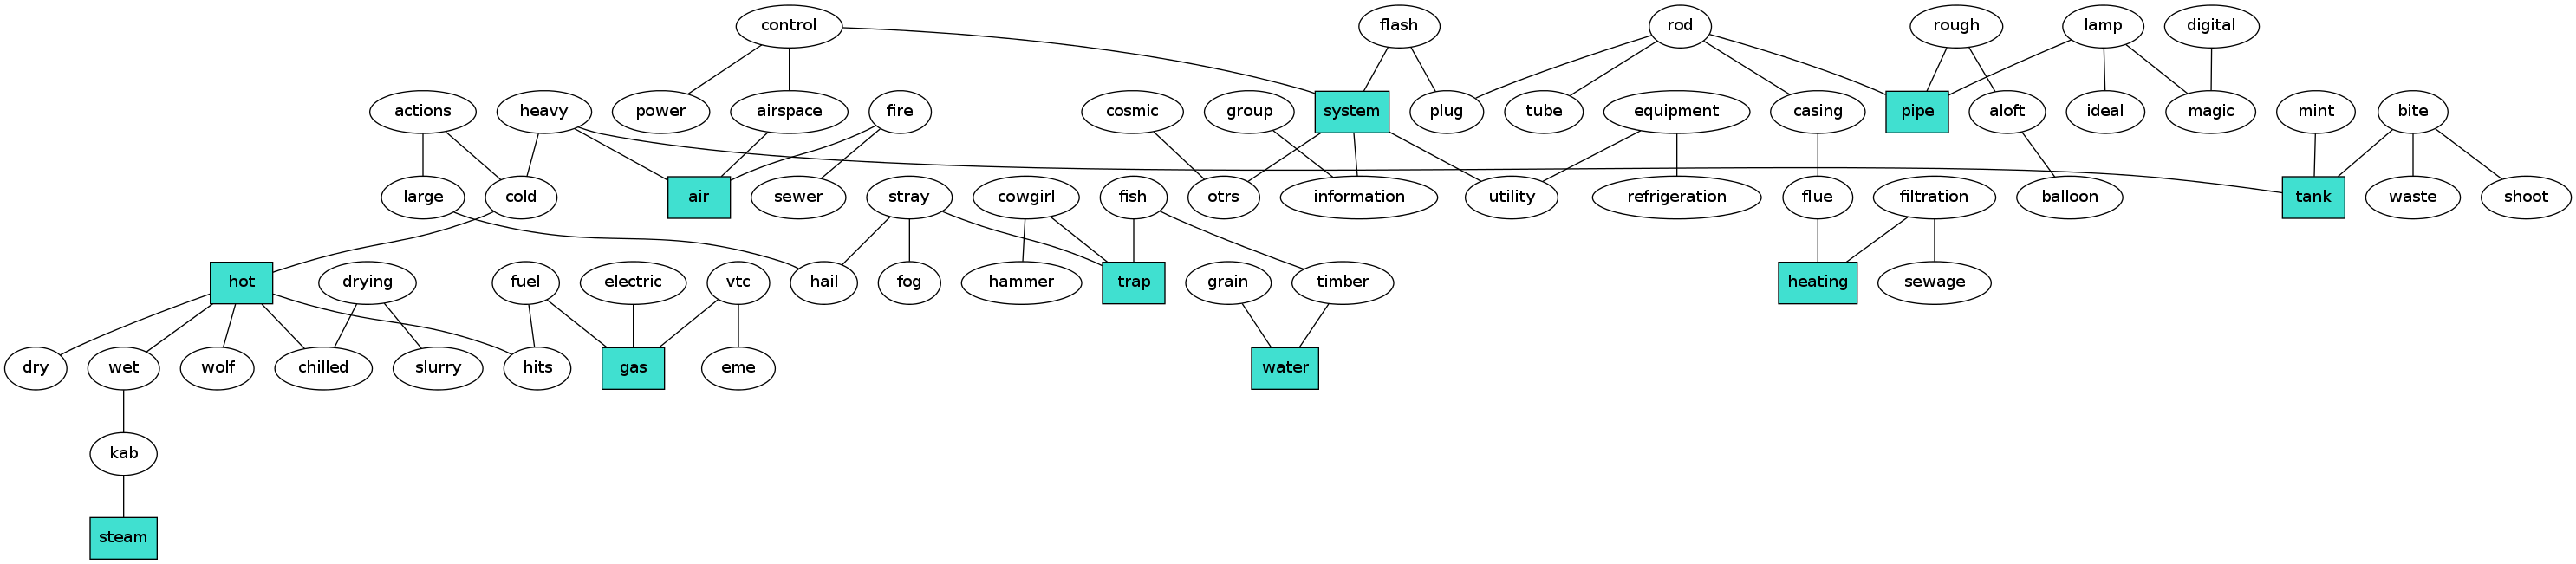 control
flash
rod
rough
lamp
digital
actions
heavy
power
airspace
fire
cosmic
group
system
plug
tube
equipment
casing
pipe
aloft
ideal
magic
mint
bite
large
cold
air
sewer
stray
cowgirl
fish
otrs
information
utility
refrigeration
flue
filtration
balloon
tank
waste
shoot
hot
drying
fuel
electric
vtc
hail
fog
hammer
trap
grain
timber
heating
sewage
dry
wet
wolf
chilled
slurry
hits
gas
eme
water
kab
steam